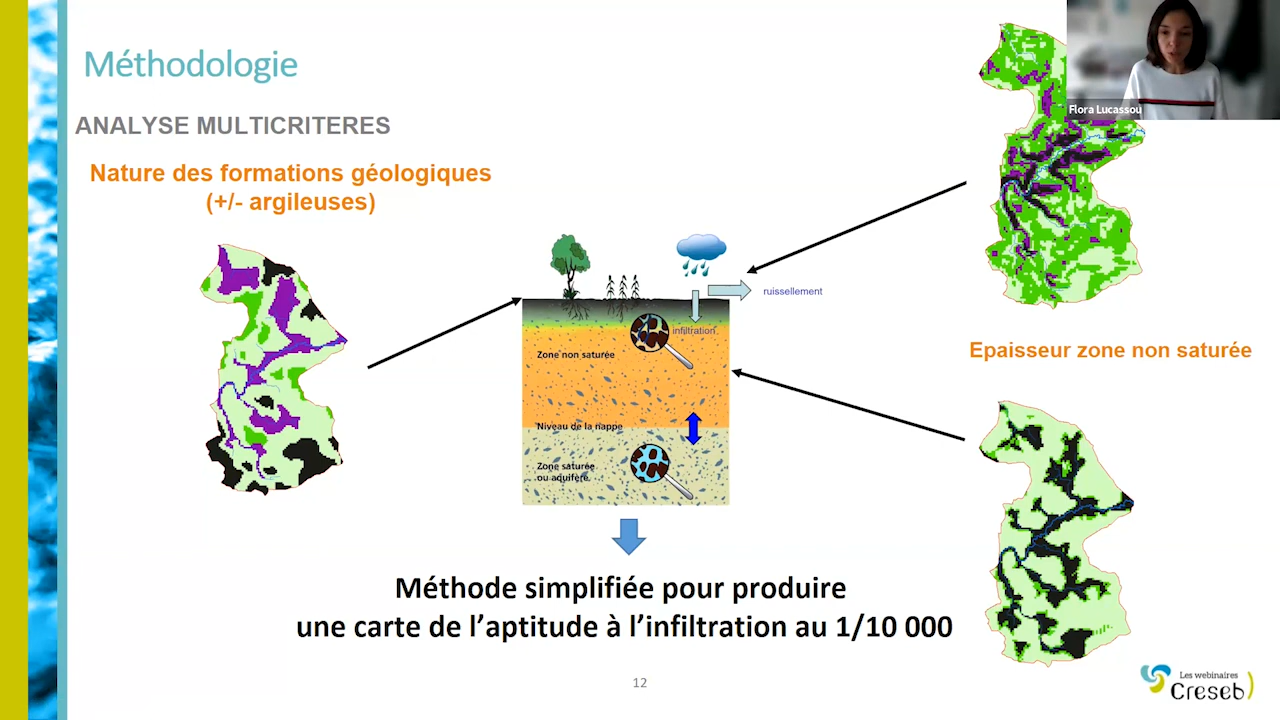 Méthodologie
ANALYSE MULTICRITERES
Nature des formations géologiques
(+/- argileuses)
Flora Lucassou
ruissellement
infiltration
Zone non saturée
Epaisseur zone non saturée
Niveau de la nappe
Zone saturée
ou aquifère
Méthode simplifiée pour produire
une carte de l'aptitude à l'infiltration au 1/10 000
12
Les webinaires
Creseb